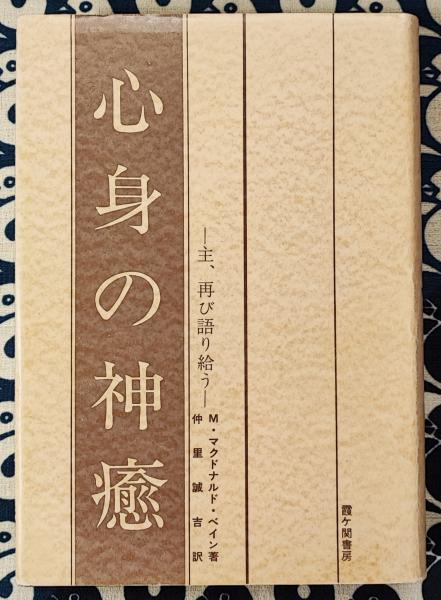 心身の神癒
―主、再び語り給う―
M・マクドナルド・ベイン著
仲里誠吉訳
霞ケ関書房